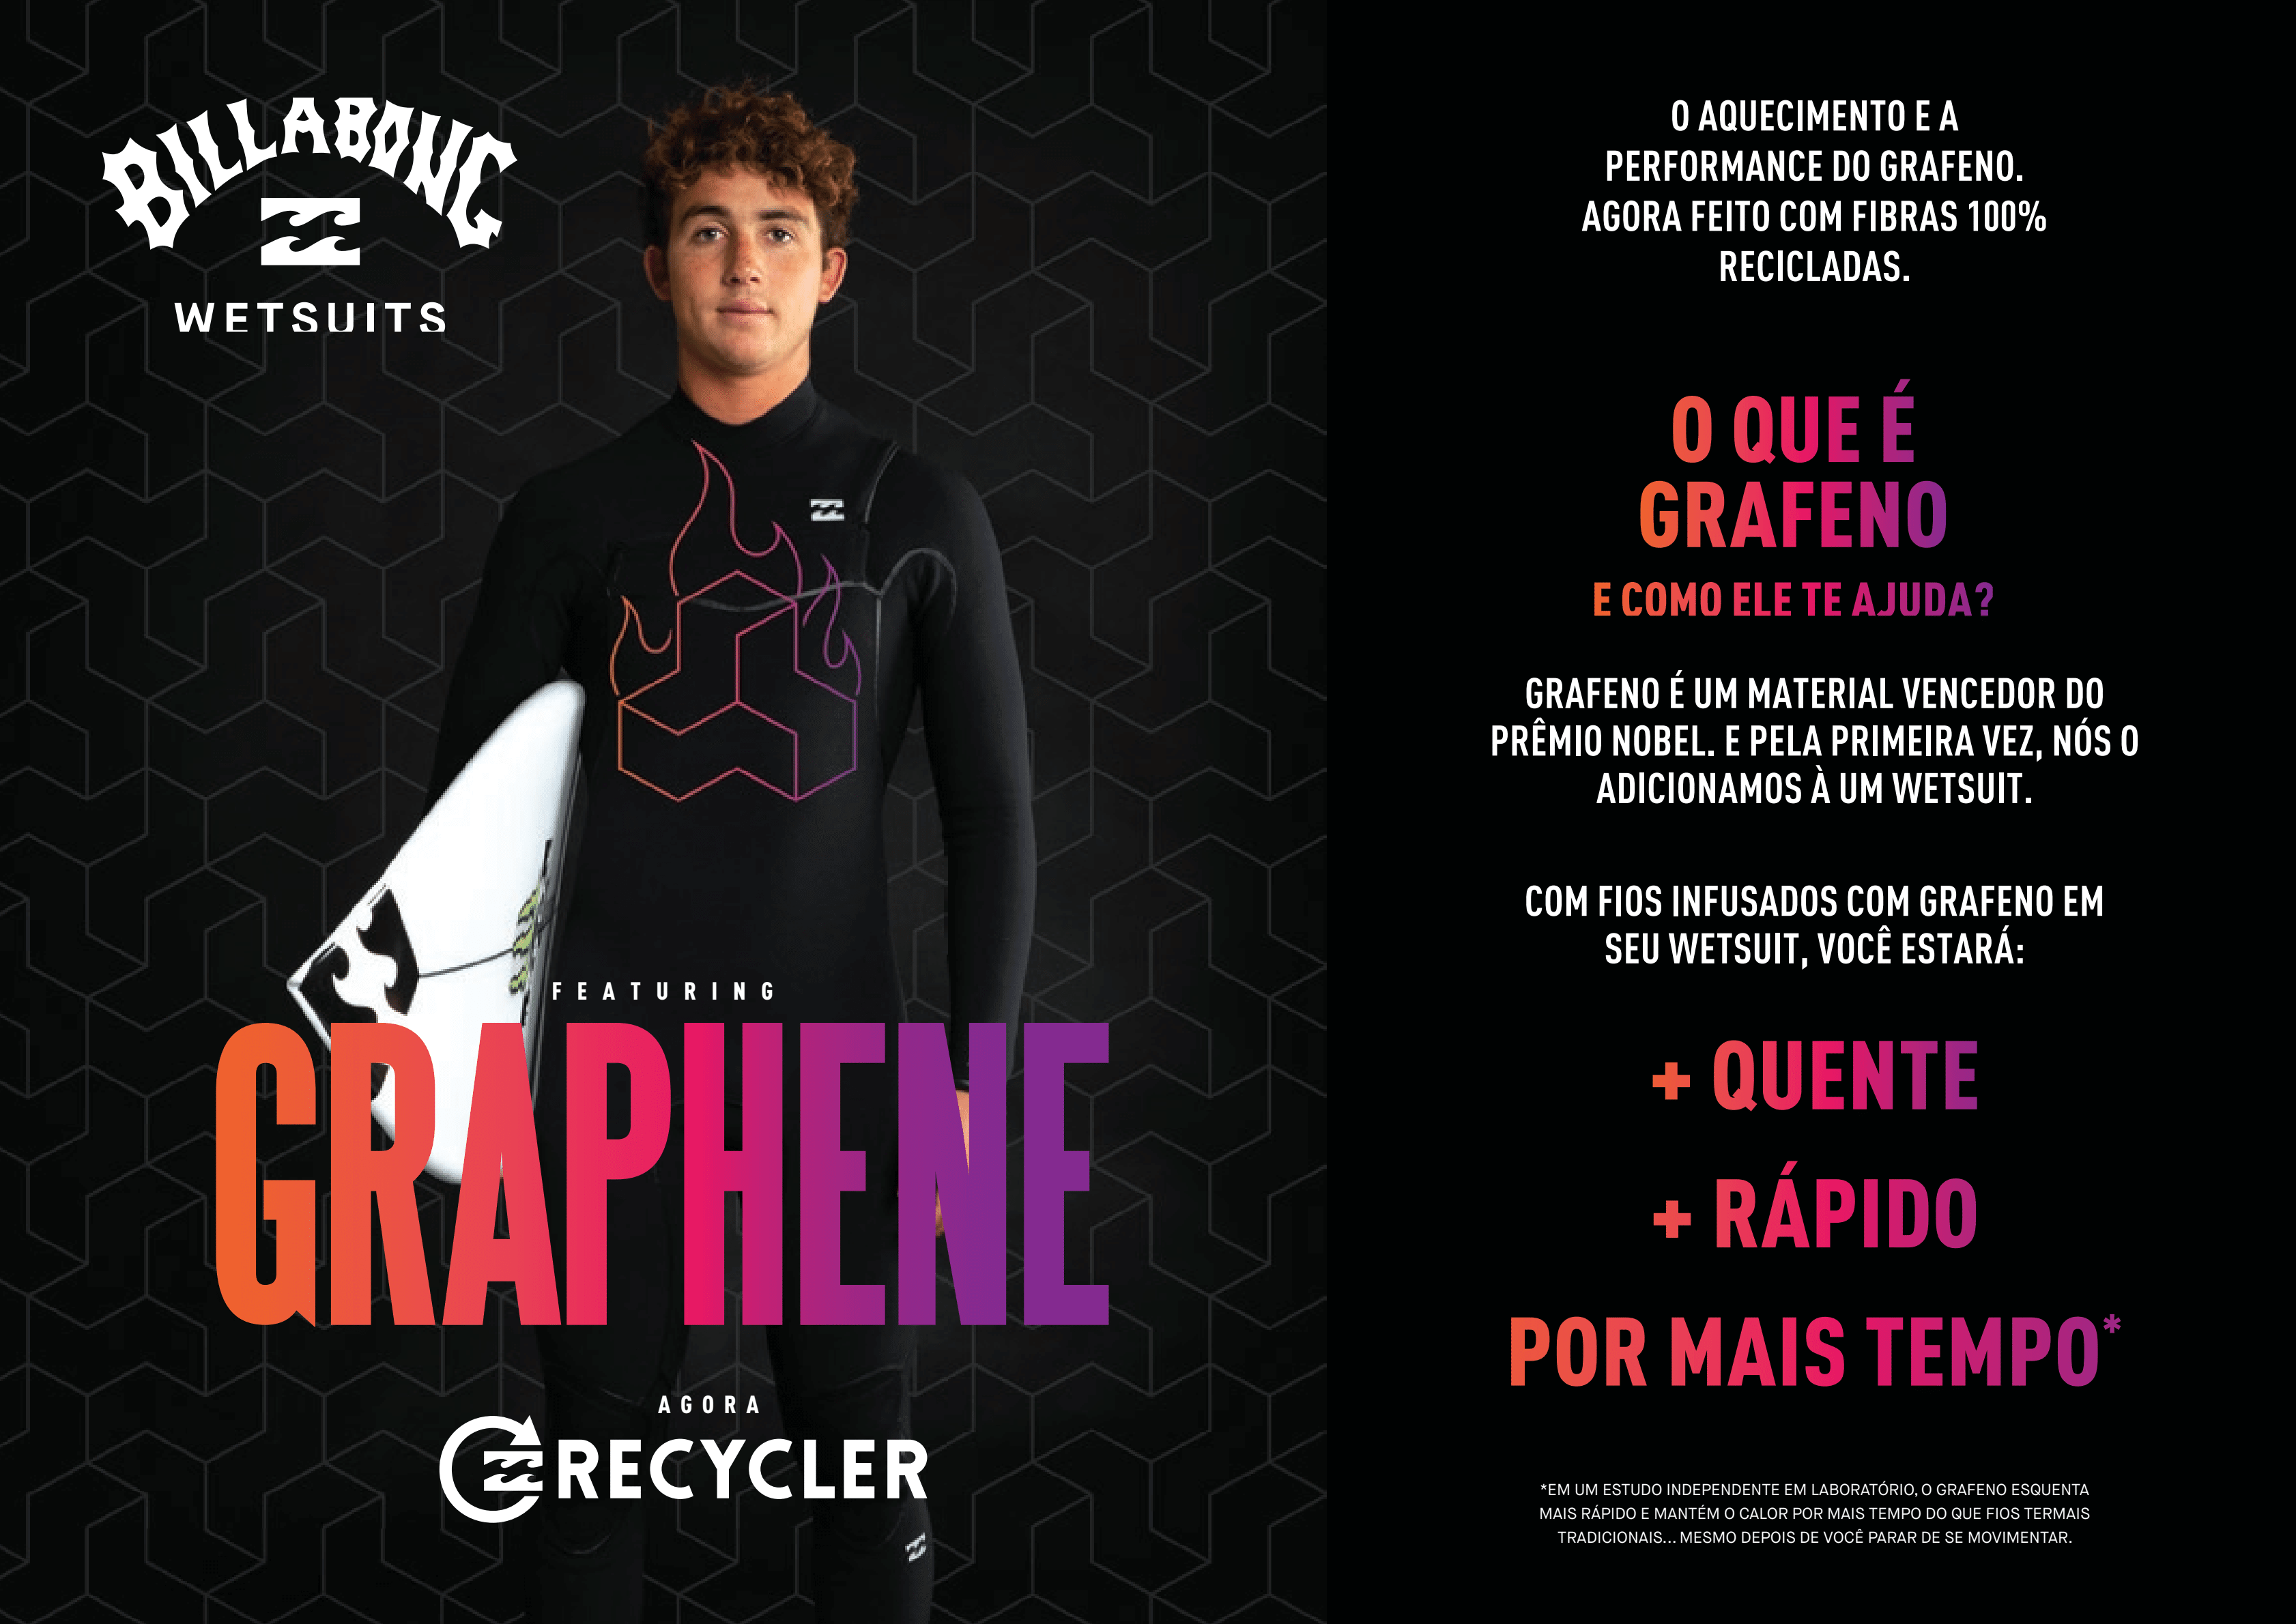 BILLABONG
WETSUITS
FEATURING
GRAPHENE
AGORA
RECYCLER
O AQUECIMENTO E A
PERFORMANCE DO GRAFENO.
AGORA FEITO COM FIBRAS 100%
RECICLADAS.
O QUE É
GRAFENO
E COMO ELE TE AJUDA?
GRAFENO É UM MATERIAL VENCEDOR DO
PRÊMIO NOBEL. E PELA PRIMEIRA VEZ, NÓS O
ADICIONAMOS À UM WETSUIT.
COM FIOS INFUSADOS COM GRAFENO EM
SEU WETSUIT, VOCÊ ESTARÁ:
+ QUENTE
+ RÁPIDO
POR MAIS TEMPO*
*EM UM ESTUDO INDEPENDENTE EM LABORATÓRIO, O GRAFENO ESQUENTA
MAIS RÁPIDO E MANTÉM O CALOR POR MAIS TEMPO DO QUE FIOS TERMAIS
TRADICIONAIS... MESMO DEPOIS DE VOCÊ PARAR DE SE MOVIMENTAR.